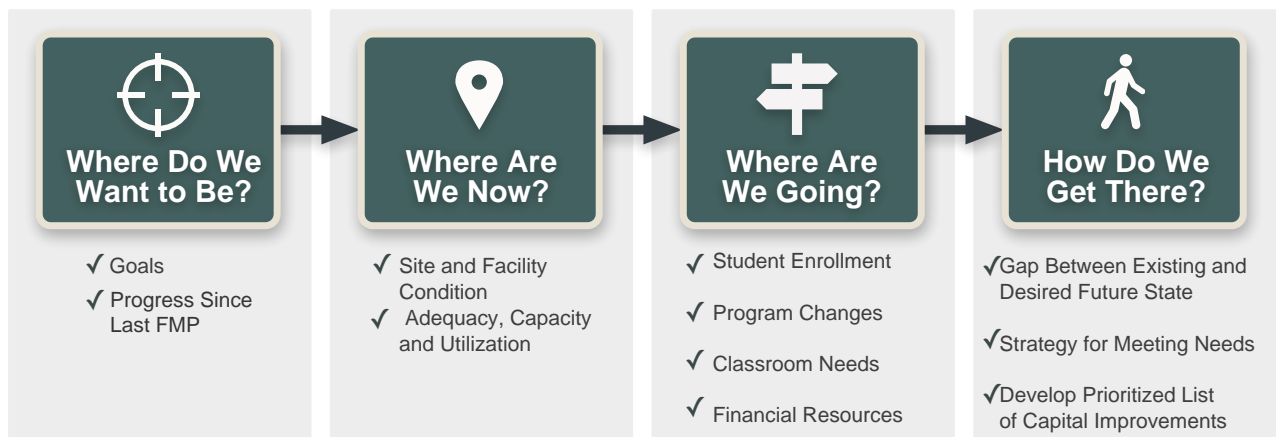 Where Do We
Want to Be?
Goals
Progress Since
Last FMP
Where Are
We Now?
Site and Facility
Condition
Adequacy, Capacity
and Utilization
Where Are
We Going?
Student Enrollment
Program Changes
Classroom Needs
Financial Resources
How Do We
Get There?
Gap Between Existing and
Desired Future State
Strategy for Meeting Needs
Develop Prioritized List
of Capital Improvements